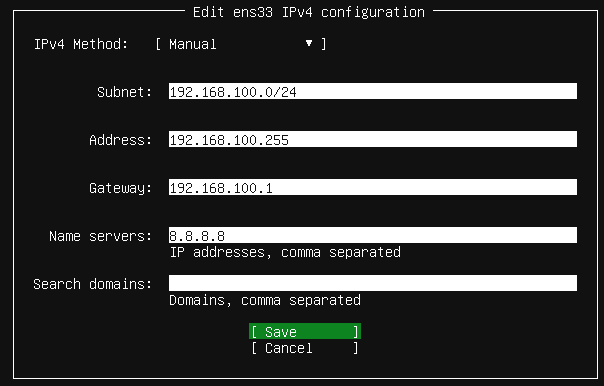 Edit ens33 IPv4 configuration
IPv4 Method: [ Manual ▼ ]
Subnet: 192.168.100.0/24
Address: 192.168.100.255
Gateway: 192.168.100.1
Name servers: 8.8.8.8
IP addresses, comma separated
Search domains:
Domains, comma separated
[ Save ]
[ Cancel ]